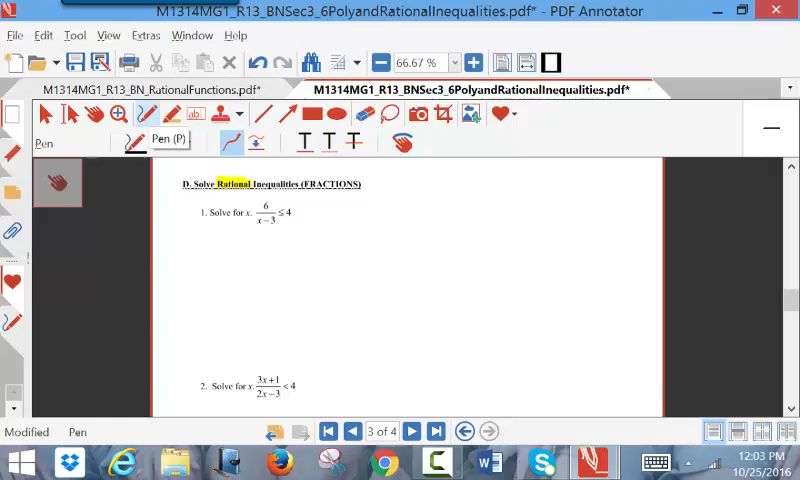 M1314MG1_R13_BNSec3_6PolyandRationalInequalities.pdf* - PDF Annotator
File Edit Tool View Extras Window Help
66.67 %
M1314MG1_R13_BN_RationalFunctions.pdf* M1314MG1_R13_BNSec3_6PolyandRationalInequalities.pdf*
ab|
Pen Pen (P) T T T
D. Solve Rational Inequalities (FRACTIONS)
1. Solve for x. 6/(x−3) ≤ 4
2. Solve for x. (3x+1)/(2x−3) < 4
Modified Pen 3 of 4
12:03 PM
10/25/2016